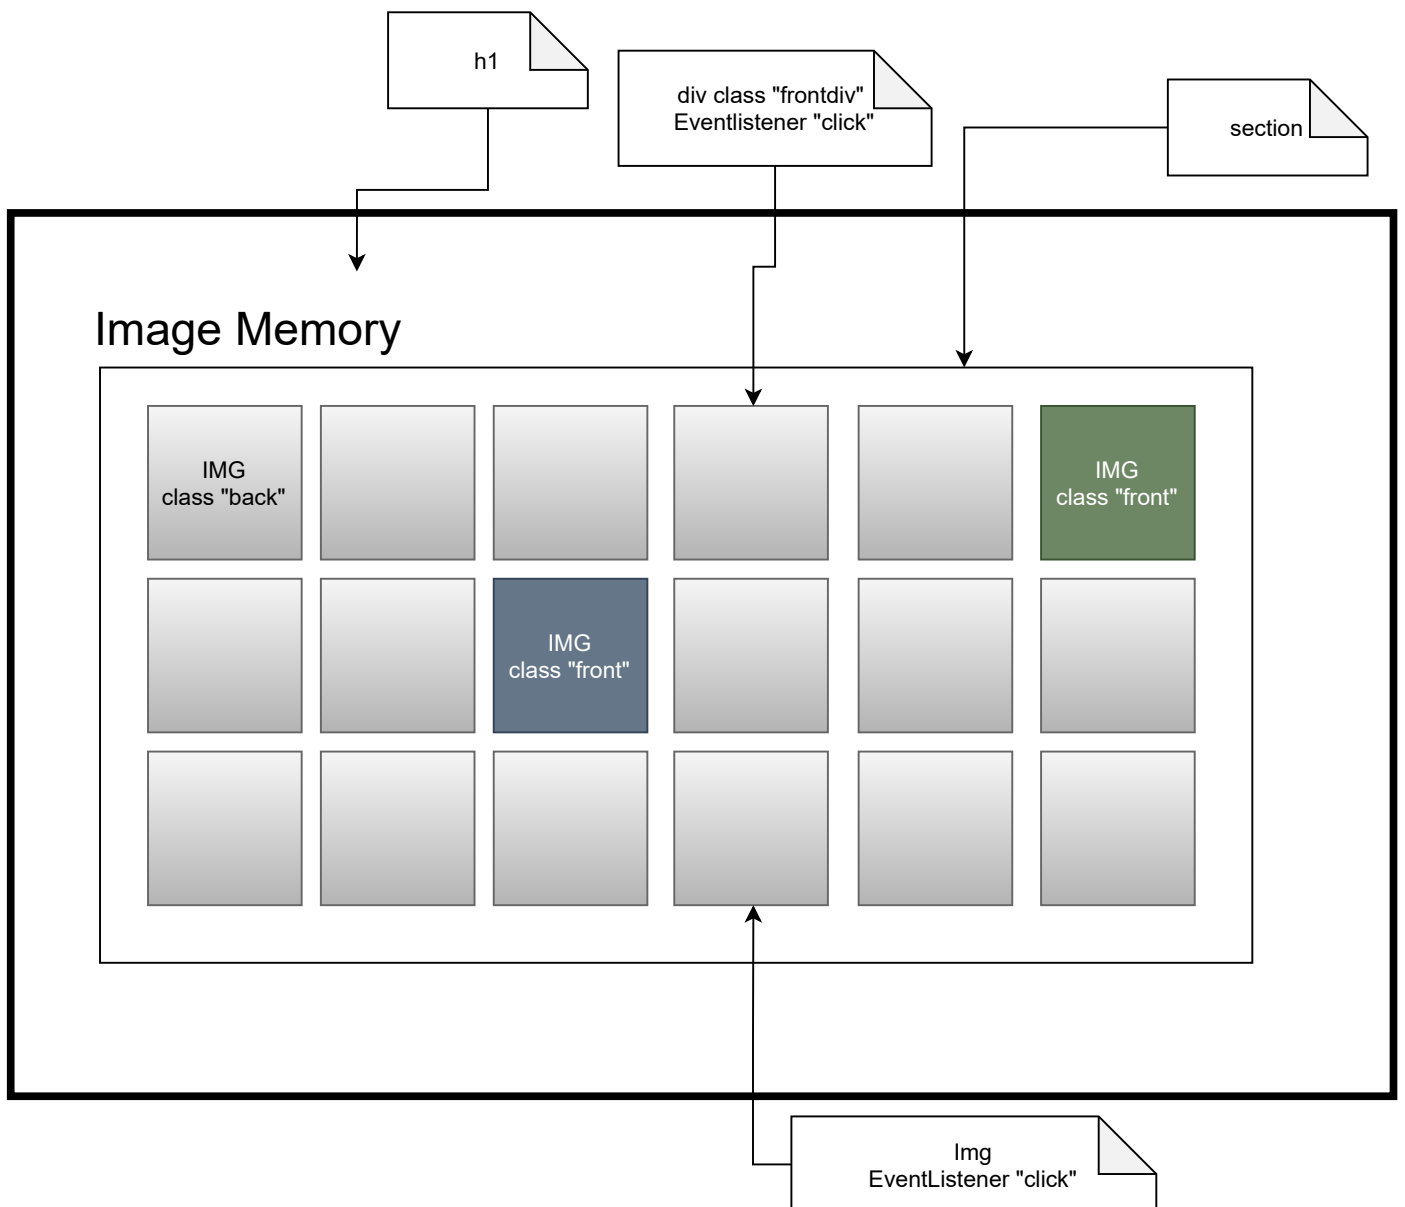 h1
div class "frontdiv"
Eventlistener "click"
section
Image Memory
IMG
class "back"
IMG
class "front"
IMG
class "front"
Img
EventListener "click"